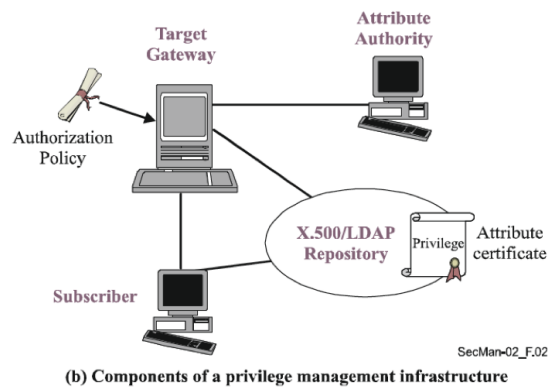 Target
Gateway
Attribute
Authority
Authorization
Policy
X.500/LDAP
Repository
Privilege
Attribute
certificate
Subscriber
SecMan-02_F.02
(b) Components of a privilege management infrastructure